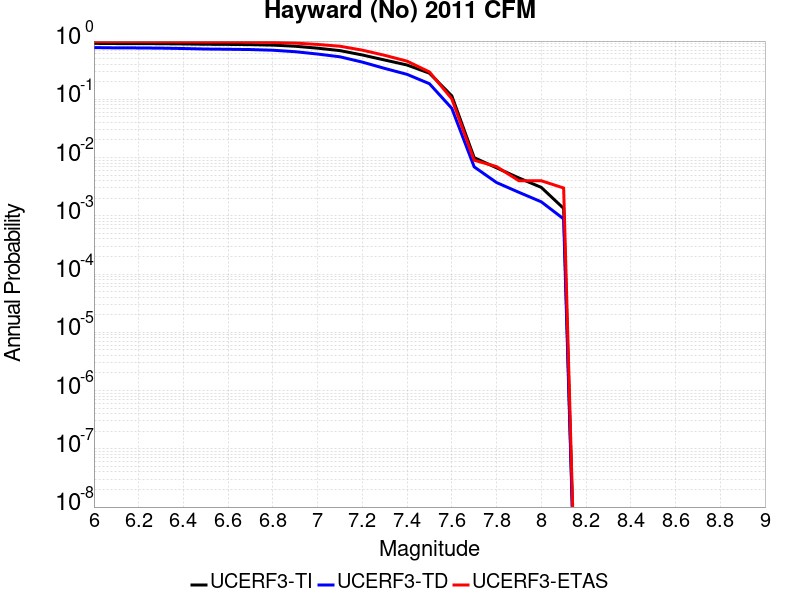 Hayward (No) 2011 CFM
10^0
10^-1
10^-2
10^-3
10^-4
10^-5
10^-6
10^-7
10^-8
Annual Probability
6 6.2 6.4 6.6 6.8 7 7.2 7.4 7.6 7.8 8 8.2 8.4 8.6 8.8 9
Magnitude
UCERF3-TI UCERF3-TD UCERF3-ETAS